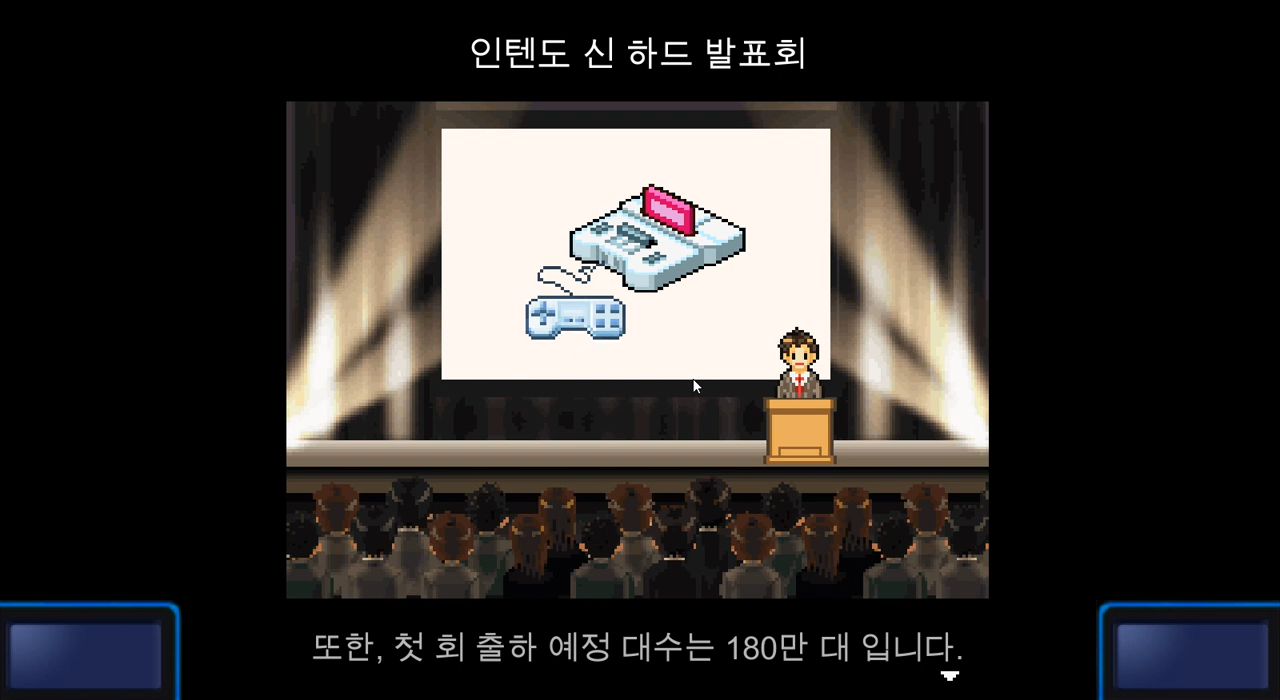 인텐도 신 하드 발표회
또한, 첫 회 출하 예정 대수는 180만 대 입니다.